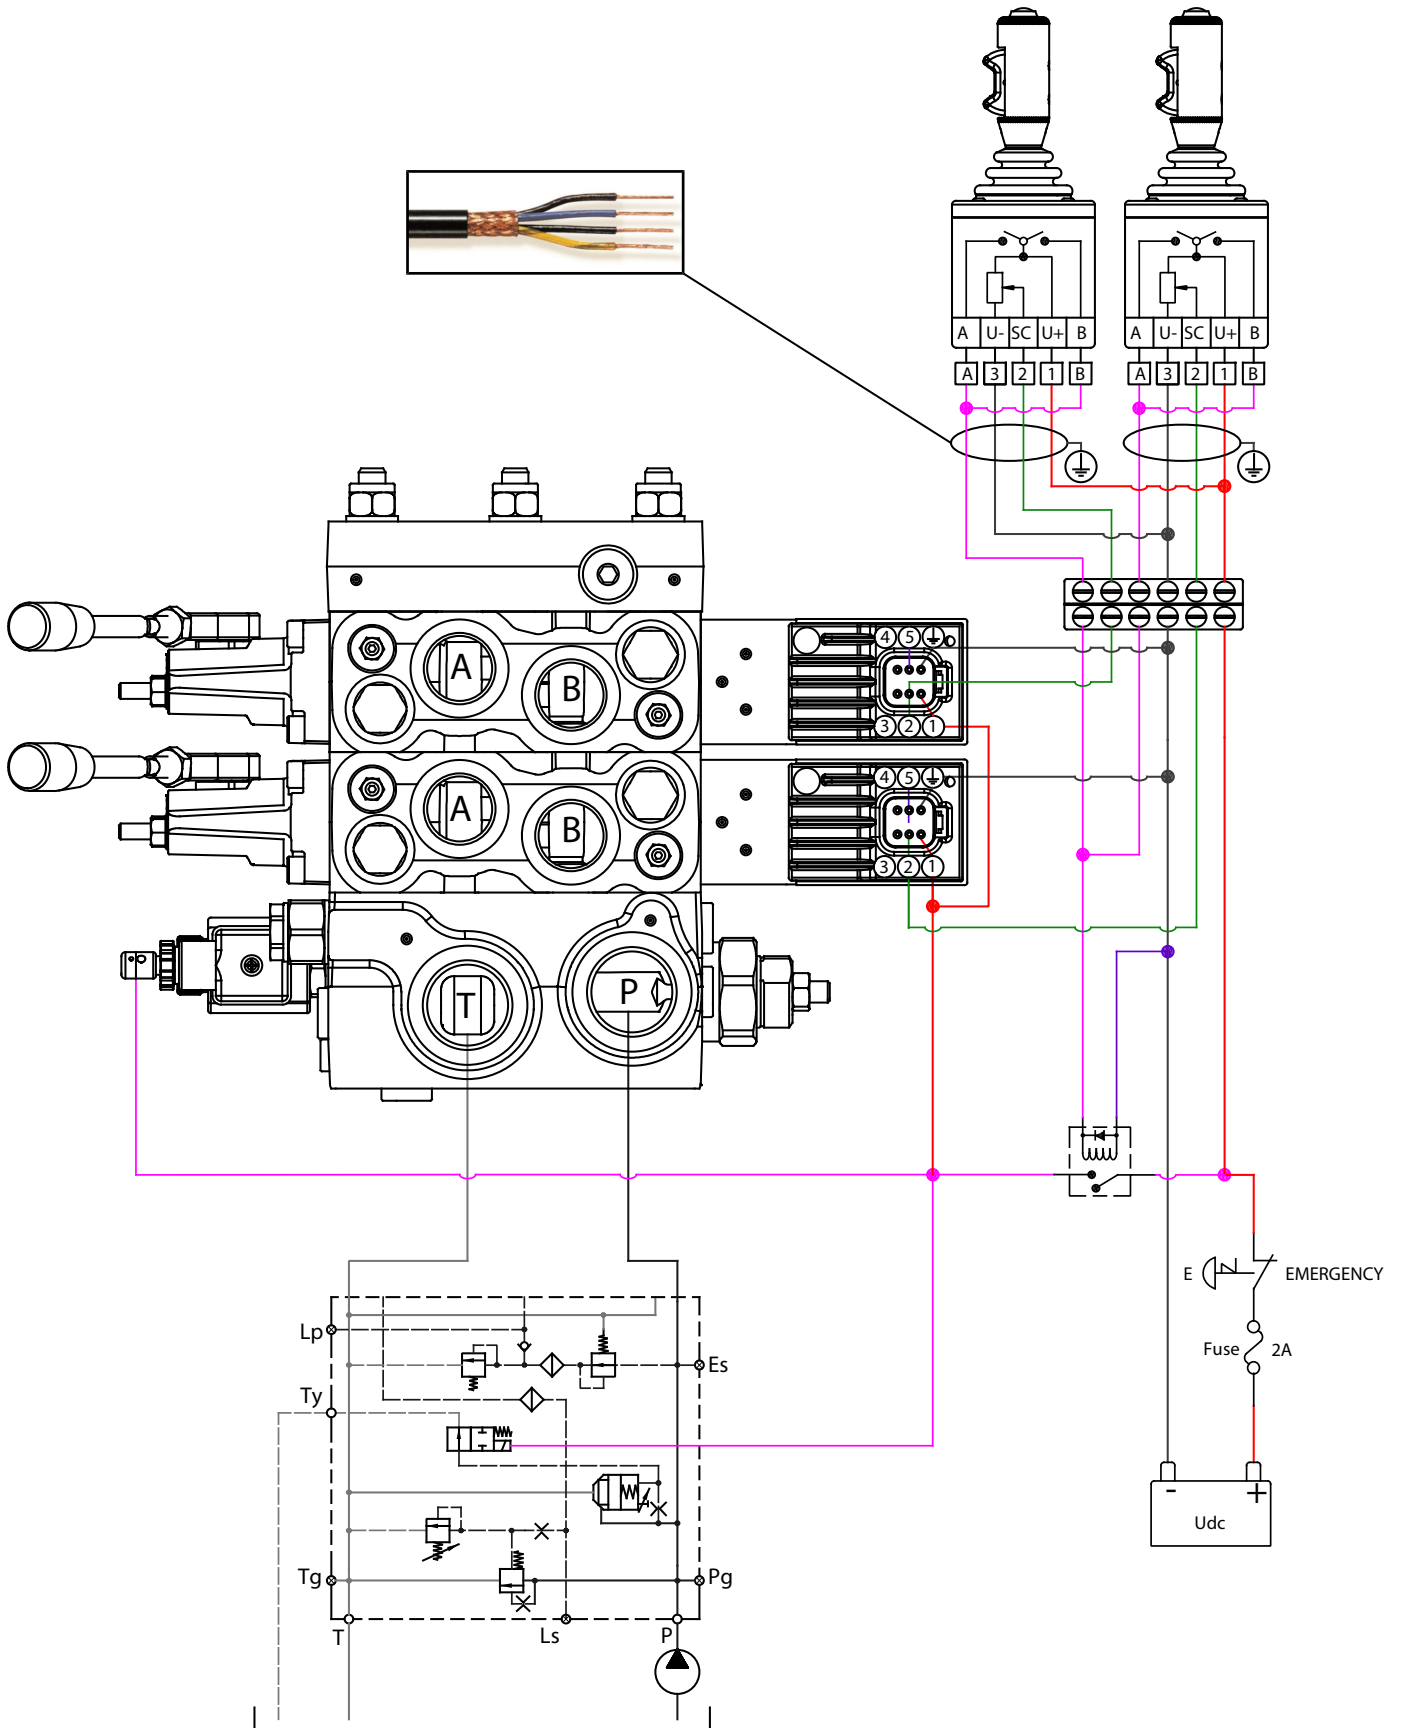 A U- SC U+ B
A U- SC U+ B
A 3 2 1 B
A 3 2 1 B
4 5
A
B
3 2 1
4 5
A
B
3 2 1
T
P
E
EMERGENCY
Fuse
2A
Lp
Es
Ty
- +
Udc
Tg
Pg
T
Ls
P